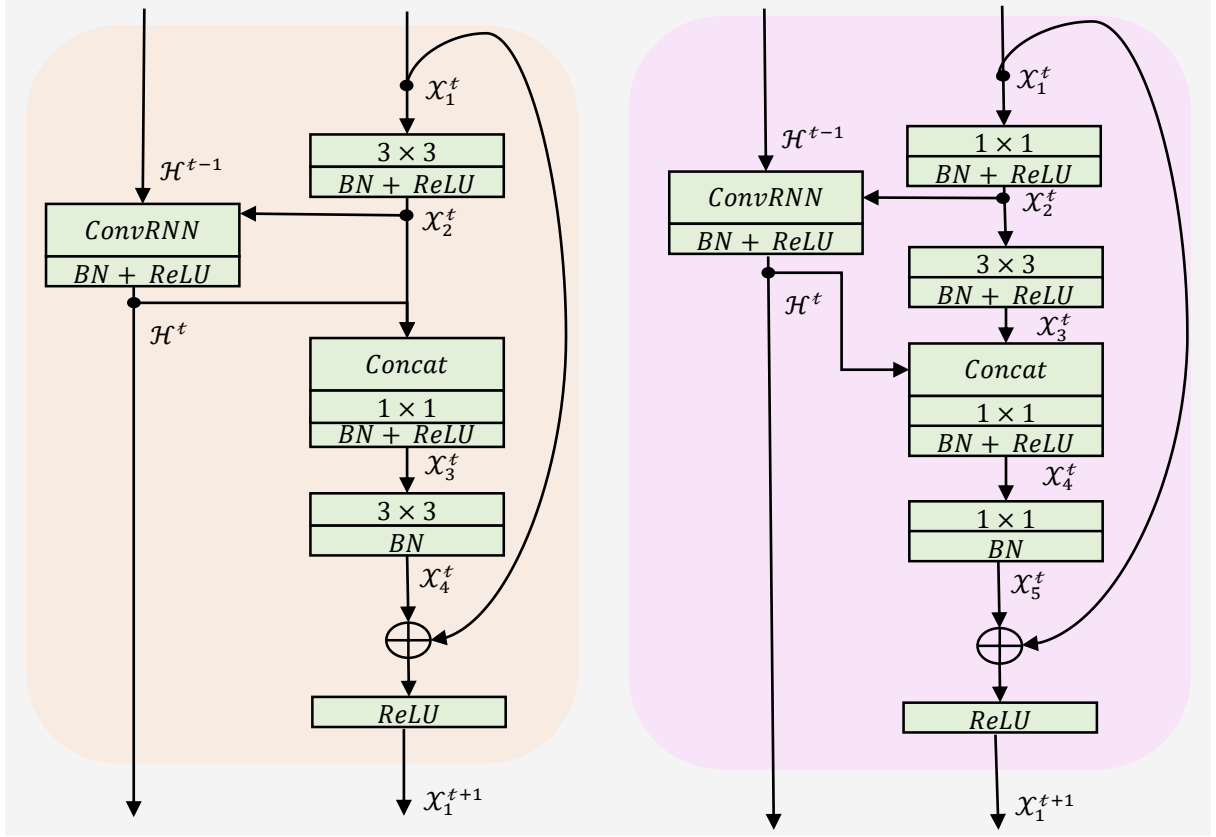 𝒳₁ᵗ
3 × 3
BN + ReLU
ℋᵗ⁻¹
ConvRNN
BN + ReLU
𝒳₂ᵗ
ℋᵗ
Concat
1 × 1
BN + ReLU
𝒳₃ᵗ
3 × 3
BN
𝒳₄ᵗ
ReLU
𝒳₁ᵗ⁺¹
𝒳₁ᵗ
1 × 1
BN + ReLU
ℋᵗ⁻¹
ConvRNN
BN + ReLU
𝒳₂ᵗ
3 × 3
BN + ReLU
ℋᵗ
𝒳₃ᵗ
Concat
1 × 1
BN + ReLU
𝒳₄ᵗ
1 × 1
BN
𝒳₅ᵗ
ReLU
𝒳₁ᵗ⁺¹